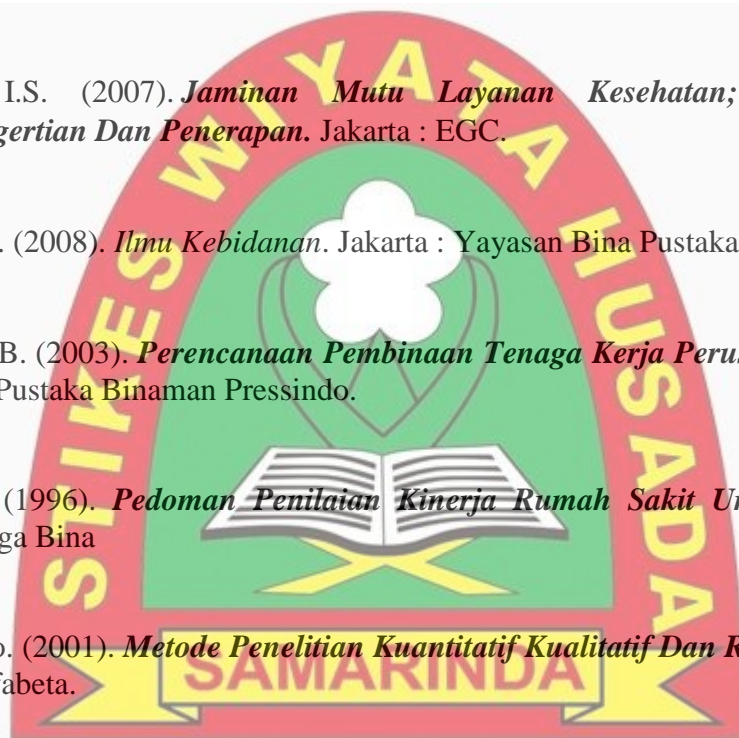 I.S. (2007). Jaminan Mutu Layanan Kesehatan;
gertian Dan Penerapan. Jakarta : EGC.
. (2008). Ilmu Kebidanan. Jakarta : Yayasan Bina Pustaka
B. (2003). Perencanaan Pembinaan Tenaga Kerja Perus
Pustaka Binaman Pressindo.
(1996). Pedoman Penilaian Kinerja Rumah Sakit Un
ga Bina
o. (2001). Metode Penelitian Kuantitatif Kualitatif Dan R
fabeta.
STIKES WIYATA HUSADA
SAMARINDA